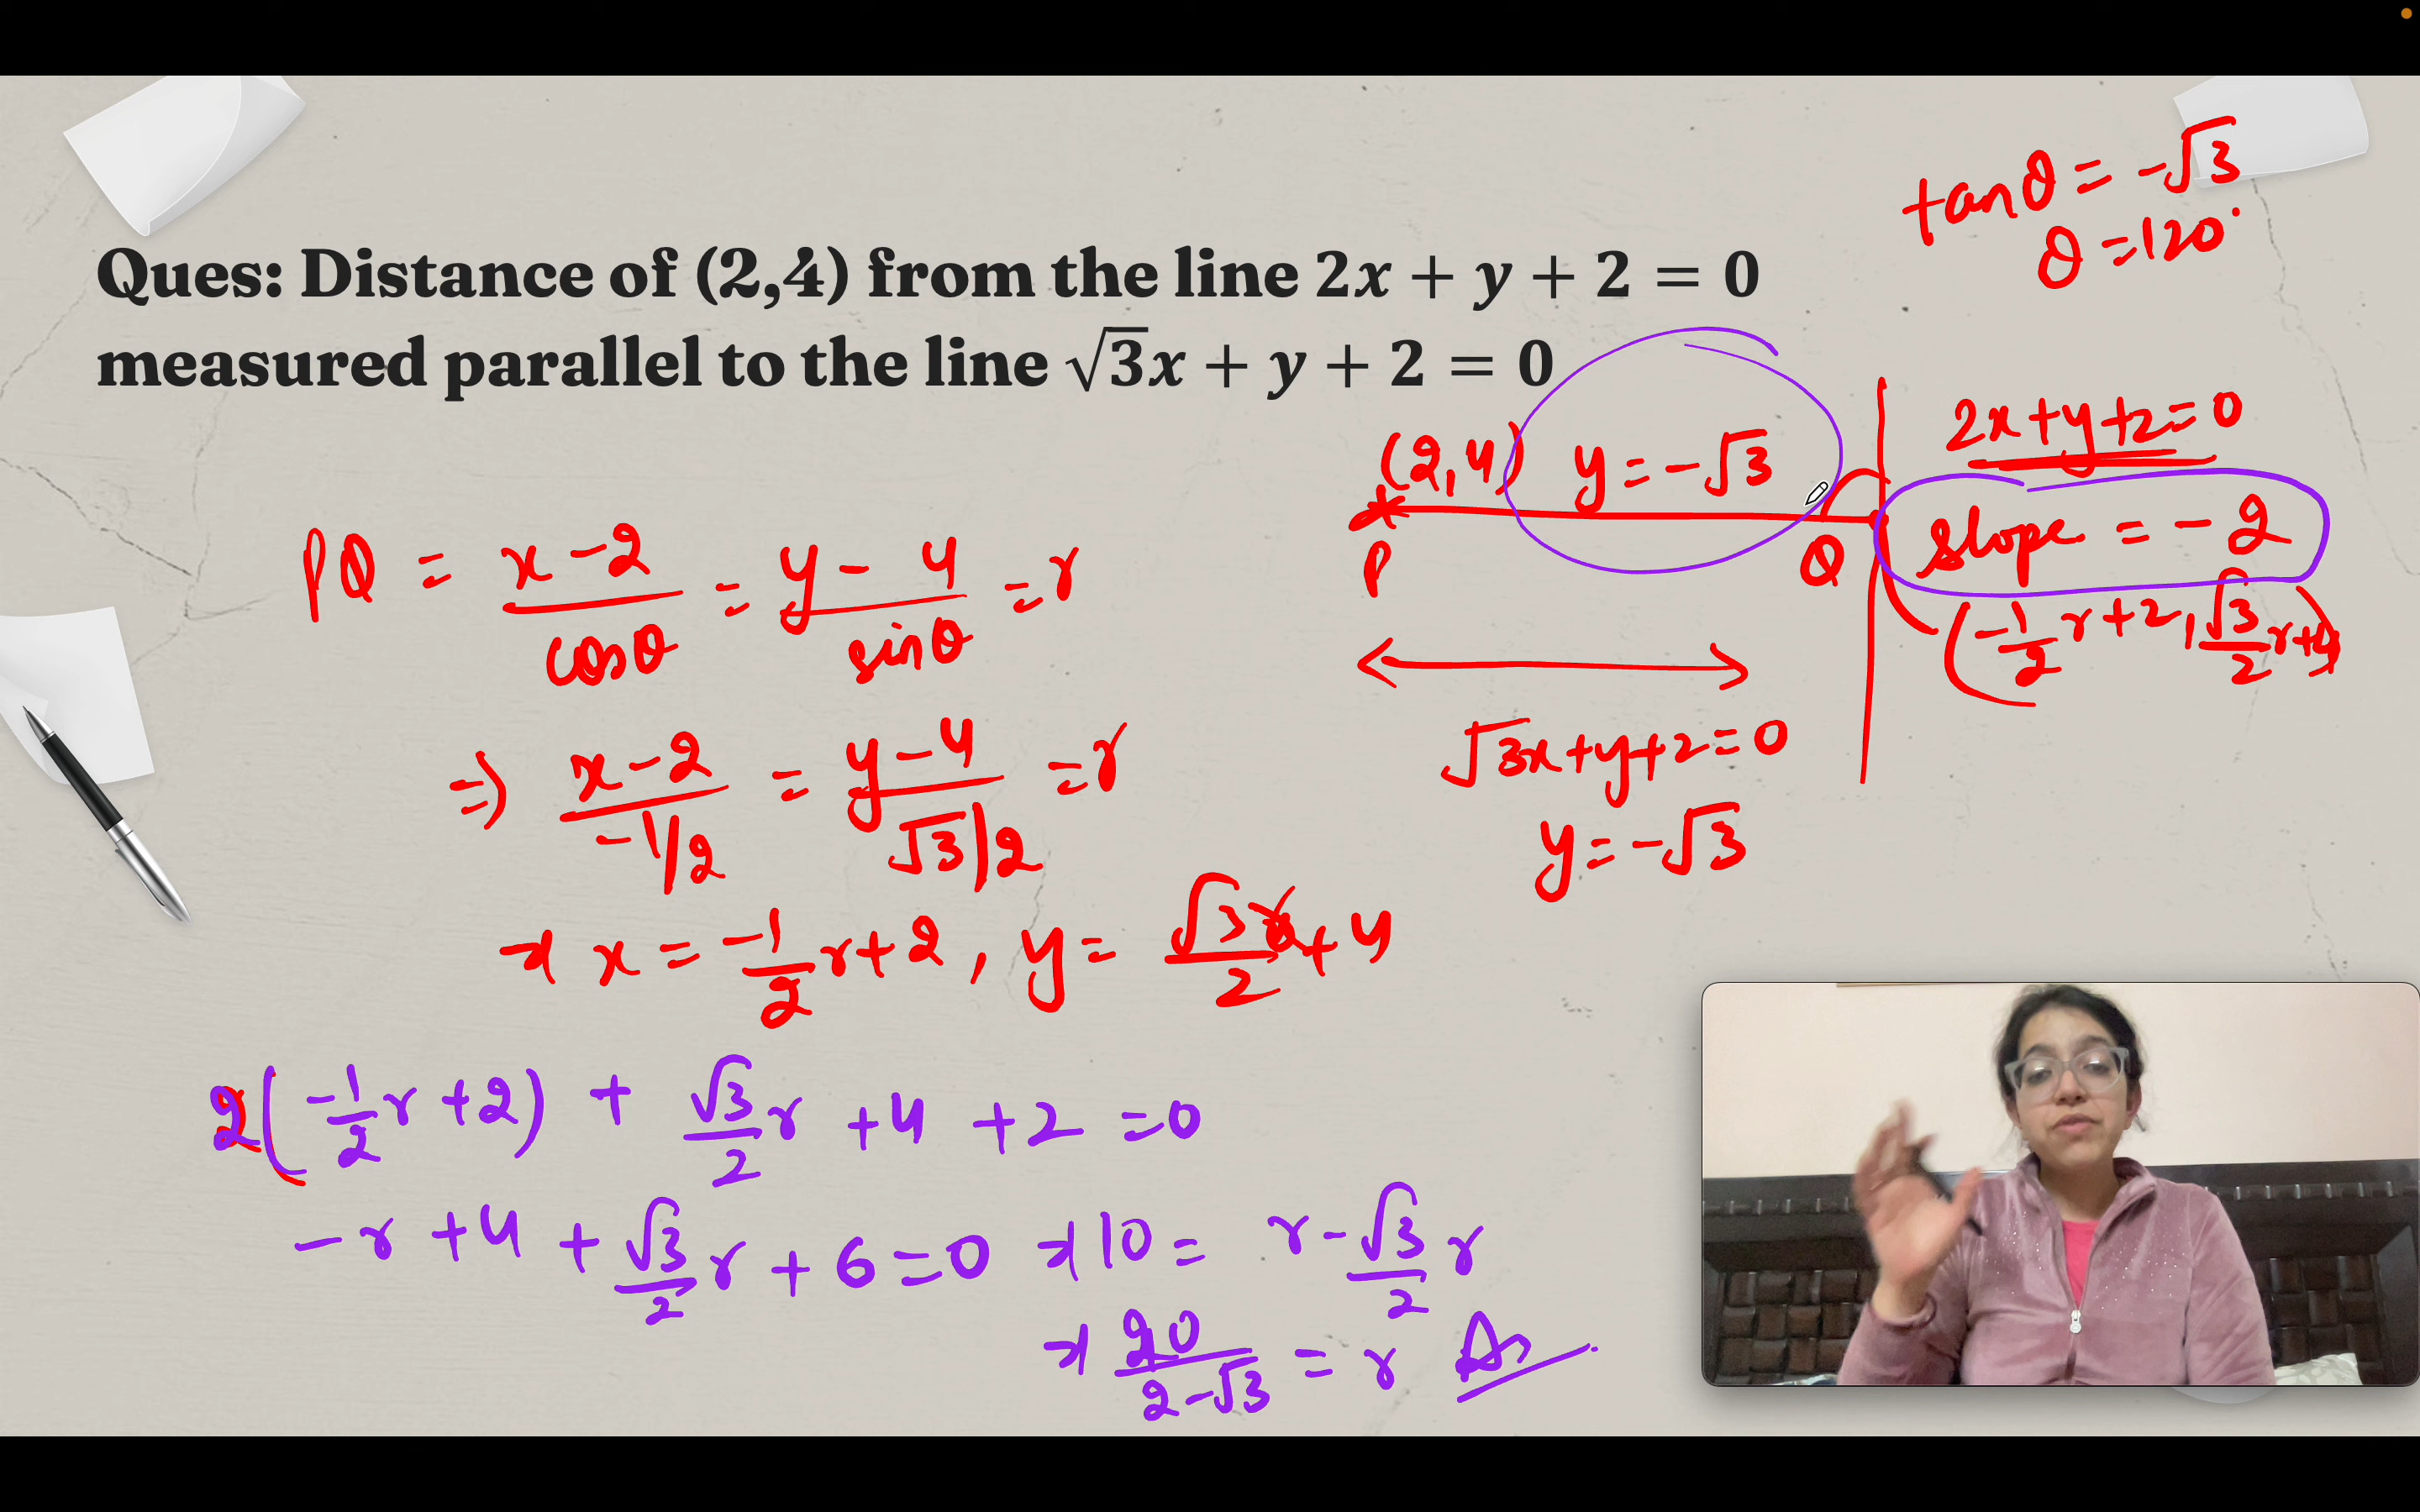 Ques: Distance of (2,4) from the line 2x + y + 2 = 0
measured parallel to the line √3x + y + 2 = 0
tanθ = -√3
θ = 120°
(2,4) y = -√3
P Q
2x+y+2=0
slope = -2
(-1/2 r+2, √3/2 r+4)
√3x+y+2=0
y = -√3
PQ = x-2/cosθ = y-4/sinθ = r
⇒ x-2/-1/2 = y-4/√3/2 = r
⇒ x = -1/2 r+2, y = √3r/2 + 4
2(-1/2 r+2) + √3/2 r +4 +2 =0
-r +4 + √3/2 r + 6 =0 ⇒ 10 = r - √3/2 r
⇒ 20/2-√3 = r As